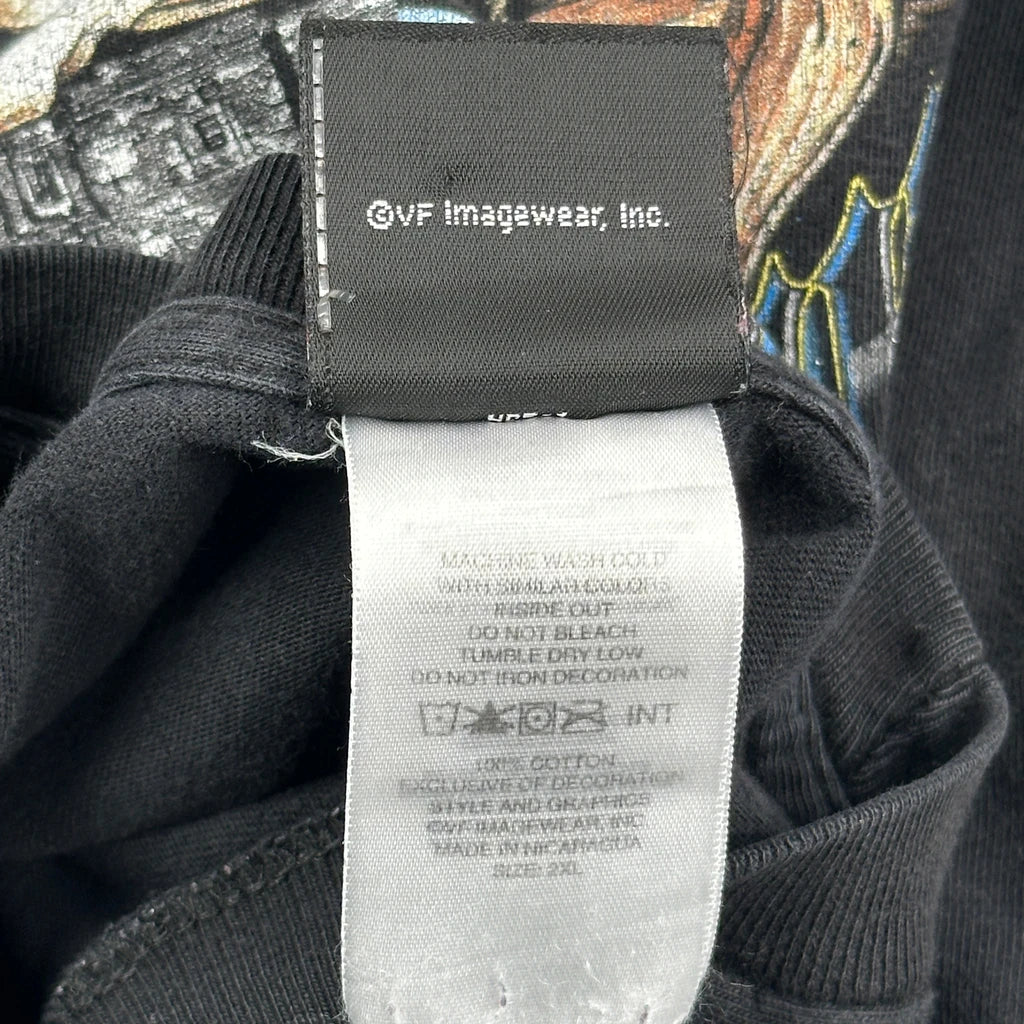 ©VF Imagewear, Inc.
MACHINE WASH COLD
WITH SIMILAR COLORS
INSIDE OUT
DO NOT BLEACH
TUMBLE DRY LOW
DO NOT IRON DECORATION
INT
100% COTTON
EXCLUSIVE OF DECORATION
STYLE AND GRAPHICS
©VF IMAGEWEAR, INC
MADE IN NICARAGUA
SIZE: 2XL